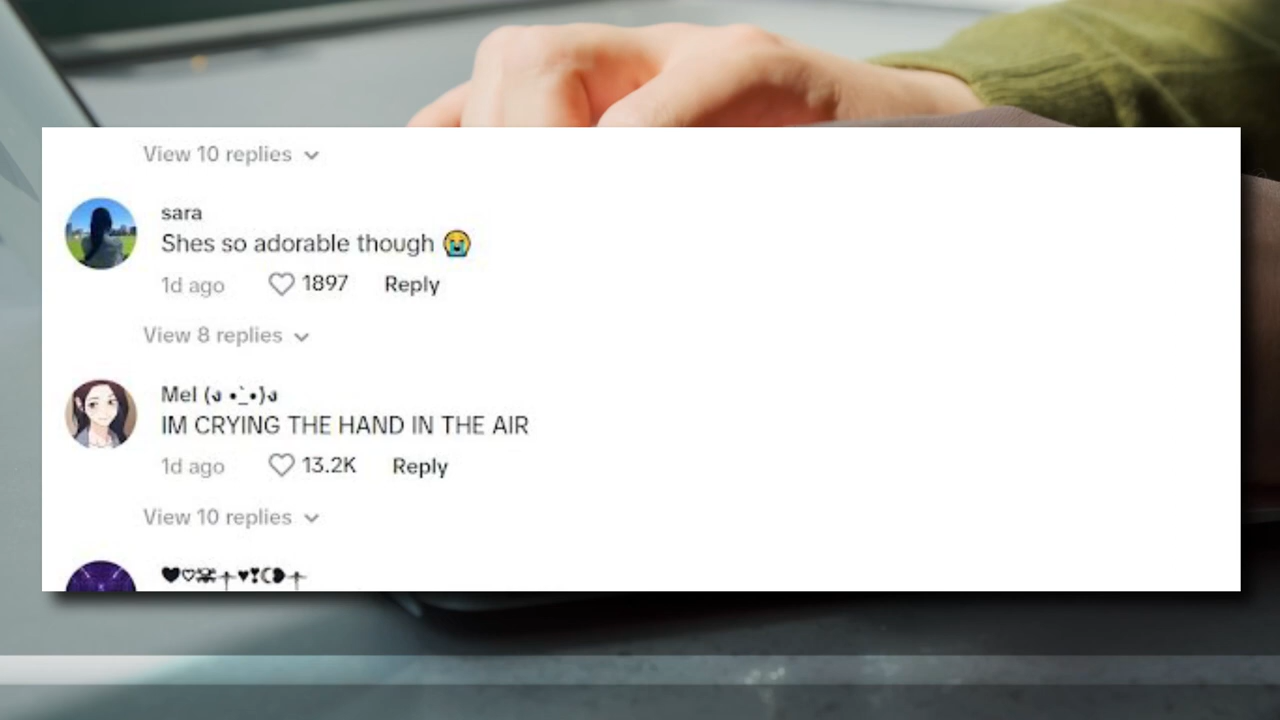 View 10 replies
sara
Shes so adorable though 😭
1d ago 1897 Reply
View 8 replies
Mel (ง •̀_•́)ง
IM CRYING THE HAND IN THE AIR
1d ago 13.2K Reply
View 10 replies